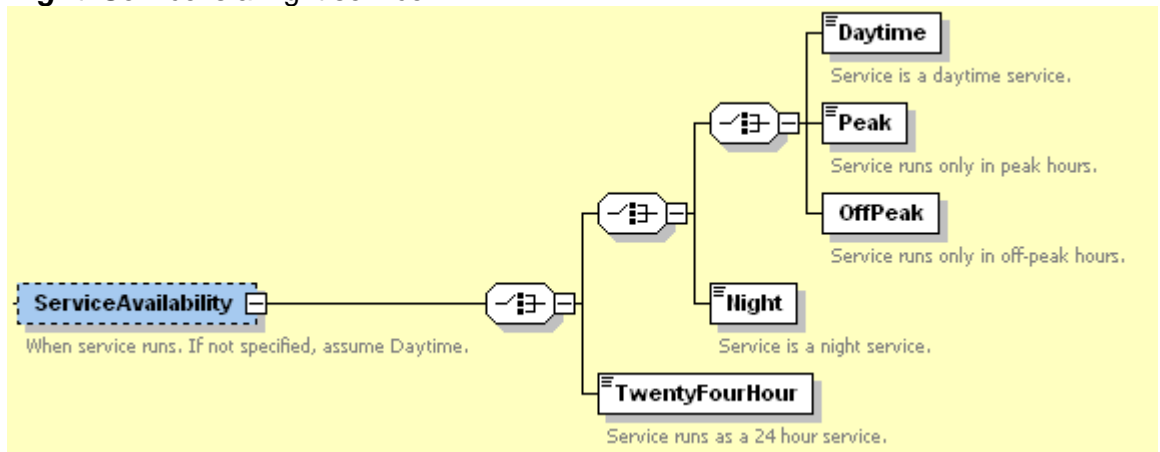 Daytime
Service is a daytime service.
Peak
Service runs only in peak hours.
OffPeak
Service runs only in off-peak hours.
ServiceAvailability
When service runs. If not specified, assume Daytime.
Night
Service is a night service.
TwentyFourHour
Service runs as a 24 hour service.